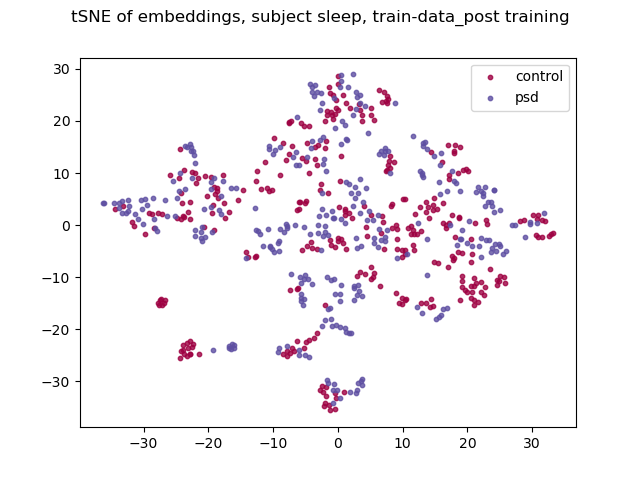 tSNE of embeddings, subject sleep, train-data_post training
control
psd
30
20
10
0
−10
−20
−30
−30 −20 −10 0 10 20 30